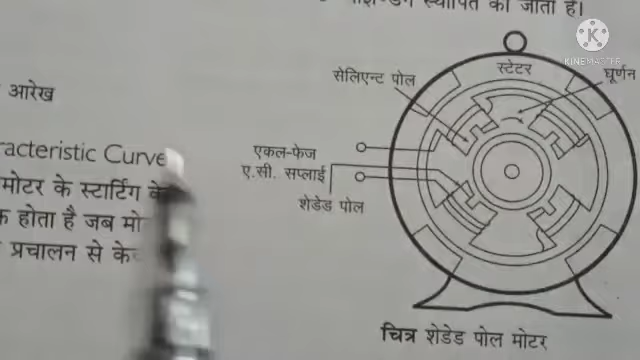 स्थापित की जाती है।
KINEMASTER
स्टेटर
घूर्णन
सेलिएन्ट पोल
आरेख
एकल-फेज
ए.सी. सप्लाई
शेडेड पोल
racteristic Curve
मोटर के स्टार्टिंग के
होता है जब मो
प्रचालन से के
चित्र शेडेड पोल मोटर